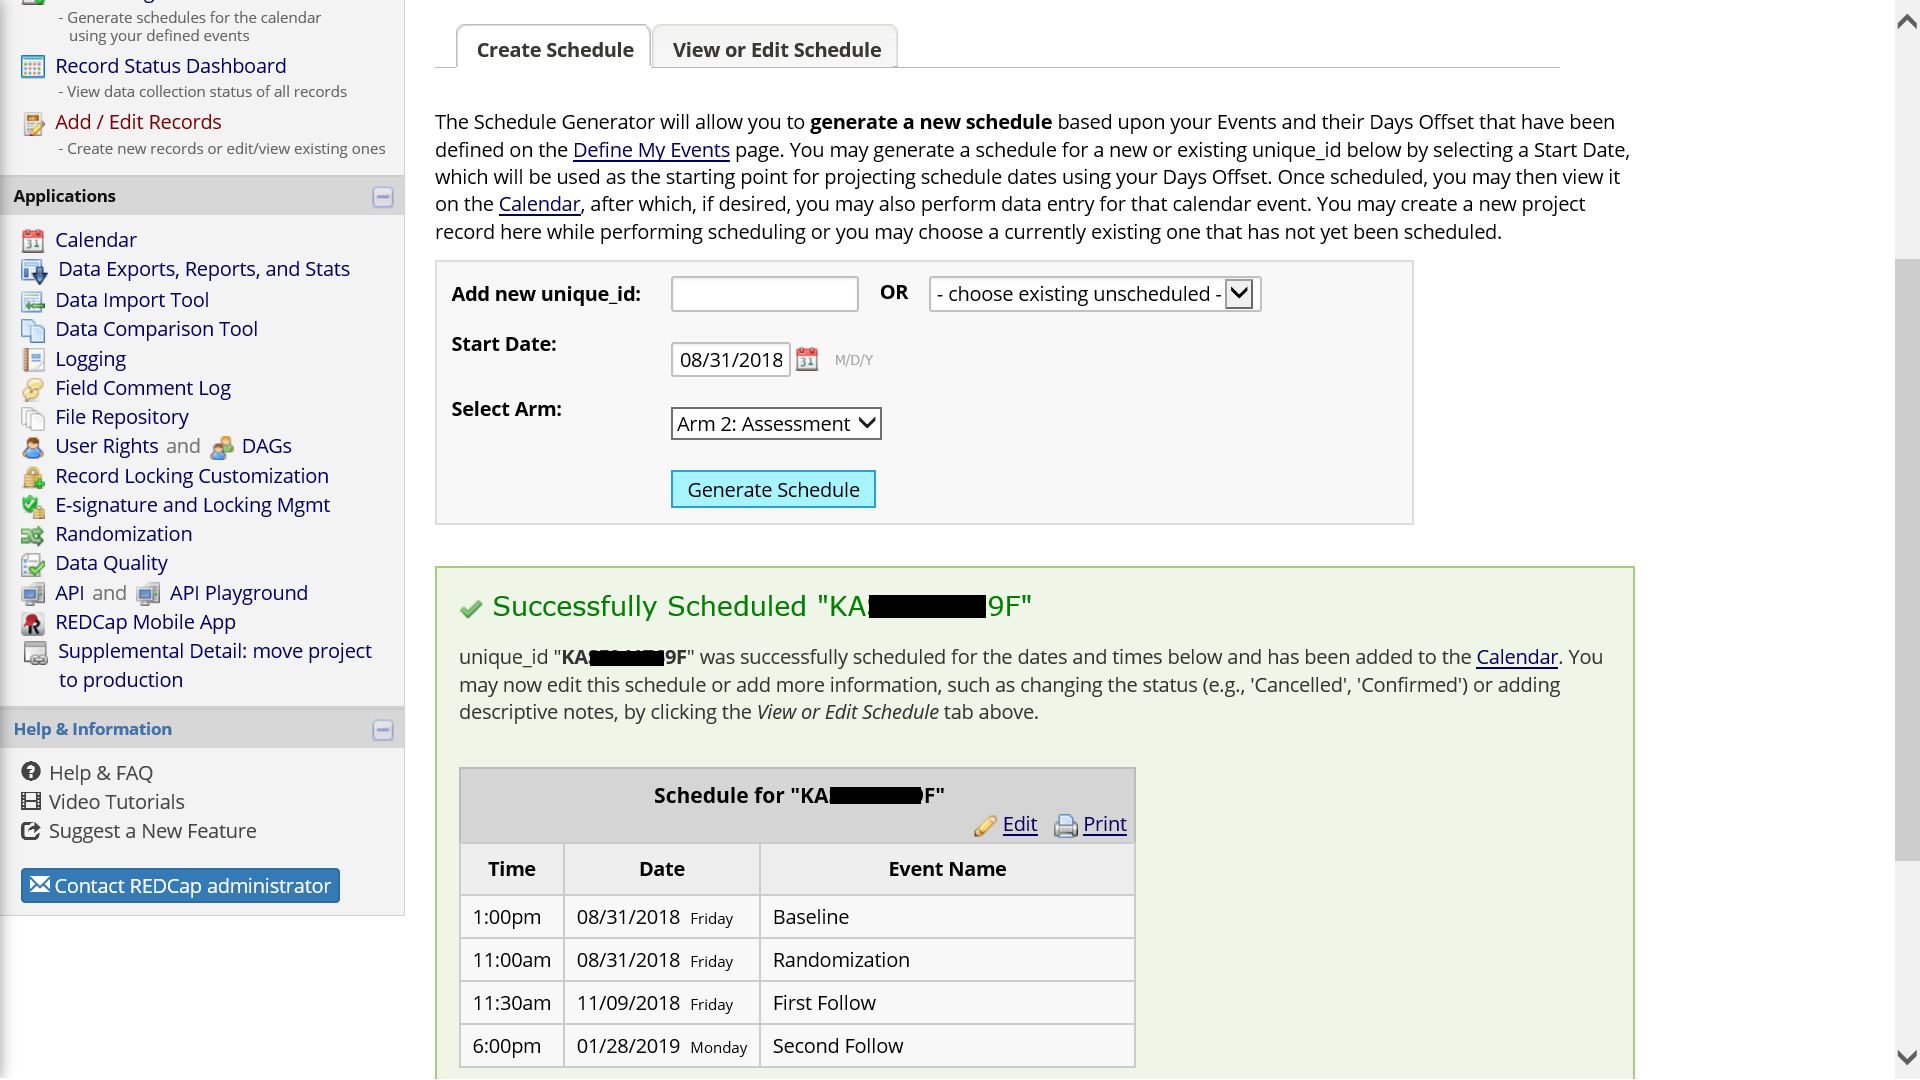 - Generate schedules for the calendar
using your defined events
Record Status Dashboard
- View data collection status of all records
Add / Edit Records
- Create new records or edit/view existing ones
Applications
Calendar
Data Exports, Reports, and Stats
Data Import Tool
Data Comparison Tool
Logging
Field Comment Log
File Repository
User Rights and DAGs
Record Locking Customization
E-signature and Locking Mgmt
Randomization
Data Quality
API and API Playground
REDCap Mobile App
Supplemental Detail: move project
to production
Help & Information
Help & FAQ
Video Tutorials
Suggest a New Feature
Contact REDCap administrator
Create Schedule
View or Edit Schedule
The Schedule Generator will allow you to generate a new schedule based upon your Events and their Days Offset that have been
defined on the Define My Events page. You may generate a schedule for a new or existing unique_id below by selecting a Start Date,
which will be used as the starting point for projecting schedule dates using your Days Offset. Once scheduled, you may then view it
on the Calendar, after which, if desired, you may also perform data entry for that calendar event. You may create a new project
record here while performing scheduling or you may choose a currently existing one that has not yet been scheduled.
Add new unique_id: OR - choose existing unscheduled -
Start Date: 08/31/2018 31 M/D/Y
Select Arm: Arm 2: Assessment
Generate Schedule
Successfully Scheduled "KA 9F"
unique_id "KA 9F" was successfully scheduled for the dates and times below and has been added to the Calendar. You
may now edit this schedule or add more information, such as changing the status (e.g., 'Cancelled', 'Confirmed') or adding
descriptive notes, by clicking the View or Edit Schedule tab above.
Schedule for "KA F"
Edit Print
Time Date Event Name
1:00pm 08/31/2018 Friday Baseline
11:00am 08/31/2018 Friday Randomization
11:30am 11/09/2018 Friday First Follow
6:00pm 01/28/2019 Monday Second Follow